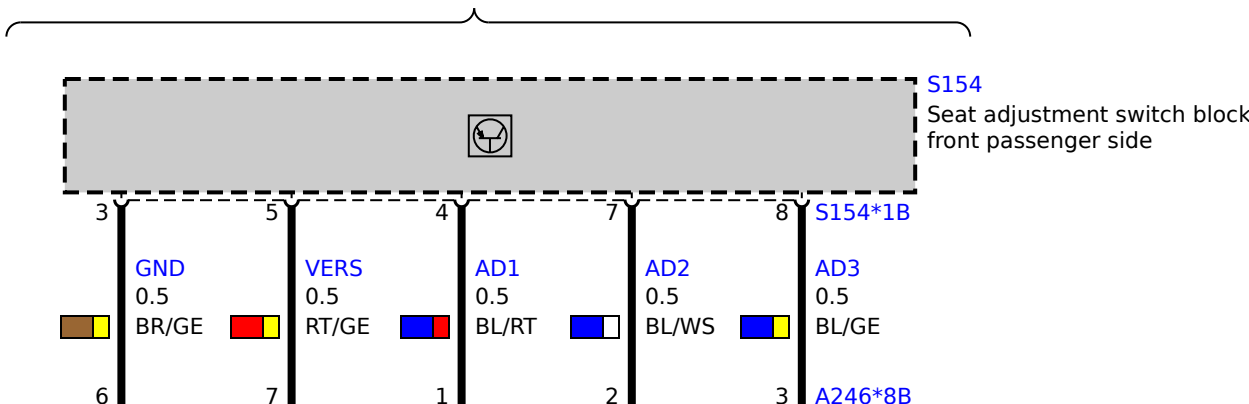 S154
Seat adjustment switch block
front passenger side
3 5 4 7 8 S154*1B
GND VERS AD1 AD2 AD3
0.5 0.5 0.5 0.5 0.5
BR/GE RT/GE BL/RT BL/WS BL/GE
6 7 1 2 3 A246*8B